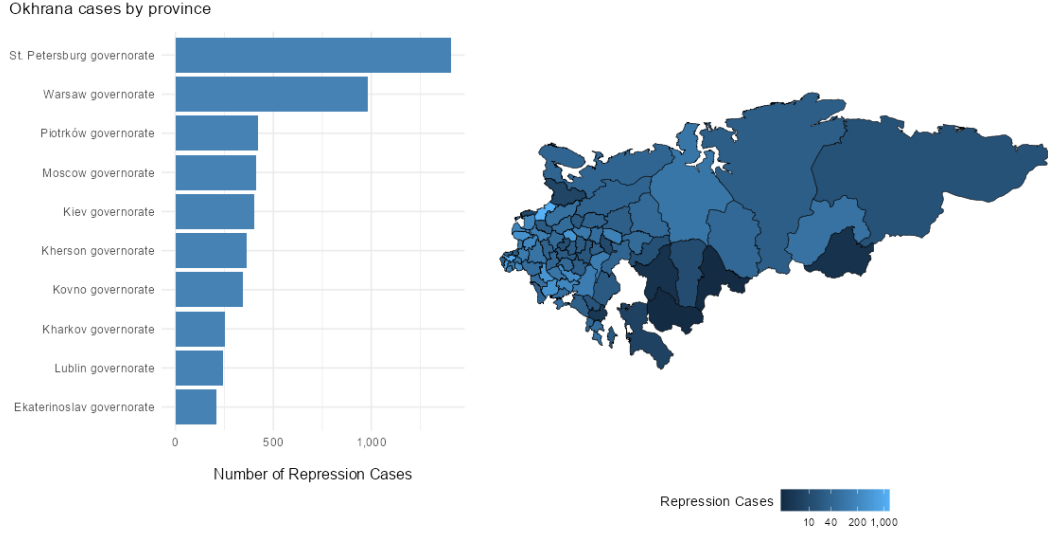 Okhrana cases by province
St. Petersburg governorate
Warsaw governorate
Piotrków governorate
Moscow governorate
Kiev governorate
Kherson governorate
Kovno governorate
Kharkov governorate
Lublin governorate
Ekaterinoslav governorate
0 500 1,000
Number of Repression Cases
Repression Cases
10 40 200 1,000